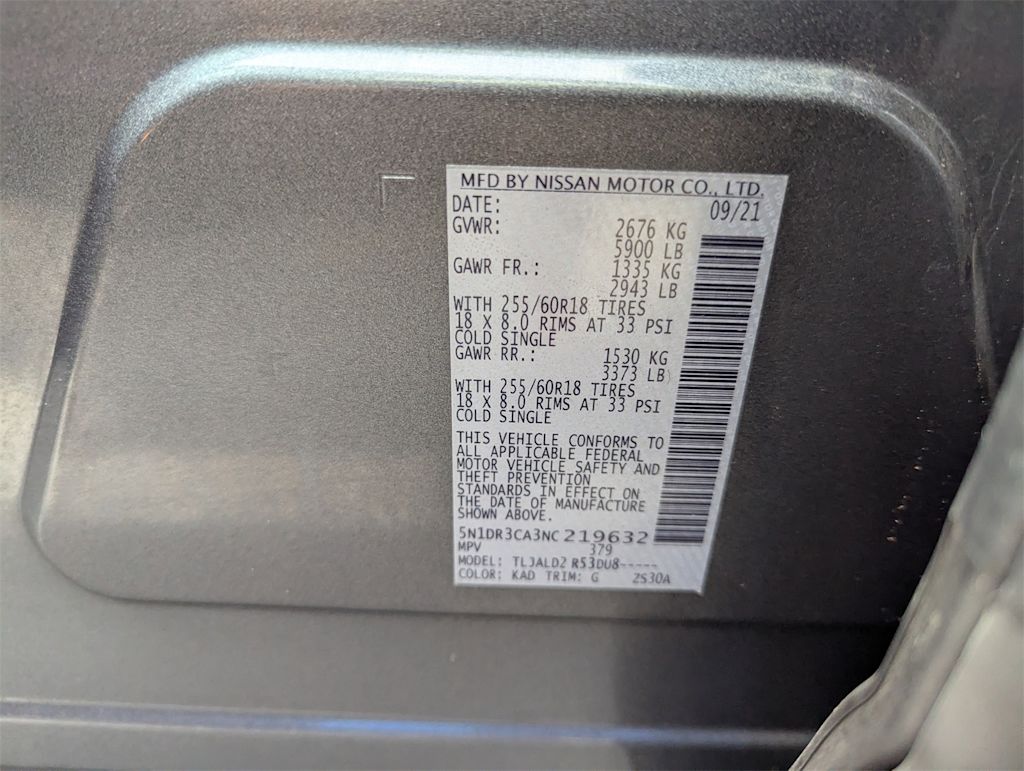 MFD BY NISSAN MOTOR CO., LTD.
DATE: 09/21
GVWR: 2676 KG
5900 LB
GAWR FR.: 1335 KG
2943 LB
WITH 255/60R18 TIRES
18 X 8.0 RIMS AT 33 PSI
COLD SINGLE
GAWR RR.: 1530 KG
3373 LB
WITH 255/60R18 TIRES
18 X 8.0 RIMS AT 33 PSI
COLD SINGLE
THIS VEHICLE CONFORMS TO
ALL APPLICABLE FEDERAL
MOTOR VEHICLE SAFETY AND
THEFT PREVENTION
STANDARDS IN EFFECT ON
THE DATE OF MANUFACTURE
SHOWN ABOVE.
5N1DR3CA3NC219632
MPV 379
MODEL: TLJALD2 R53DU8-----
COLOR: KAD TRIM: G 2S30A